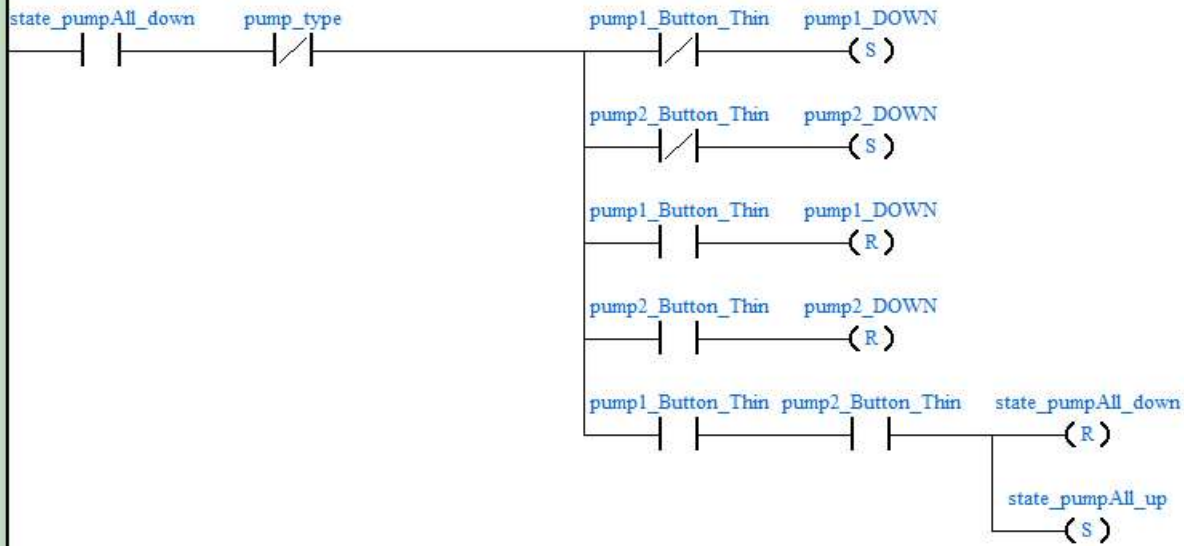 state_pumpAll_down pump_type pump1_Button_Thin pump1_DOWN
S
pump2_Button_Thin pump2_DOWN
S
pump1_Button_Thin pump1_DOWN
R
pump2_Button_Thin pump2_DOWN
R
pump1_Button_Thin pump2_Button_Thin state_pumpAll_down
R
state_pumpAll_up
S